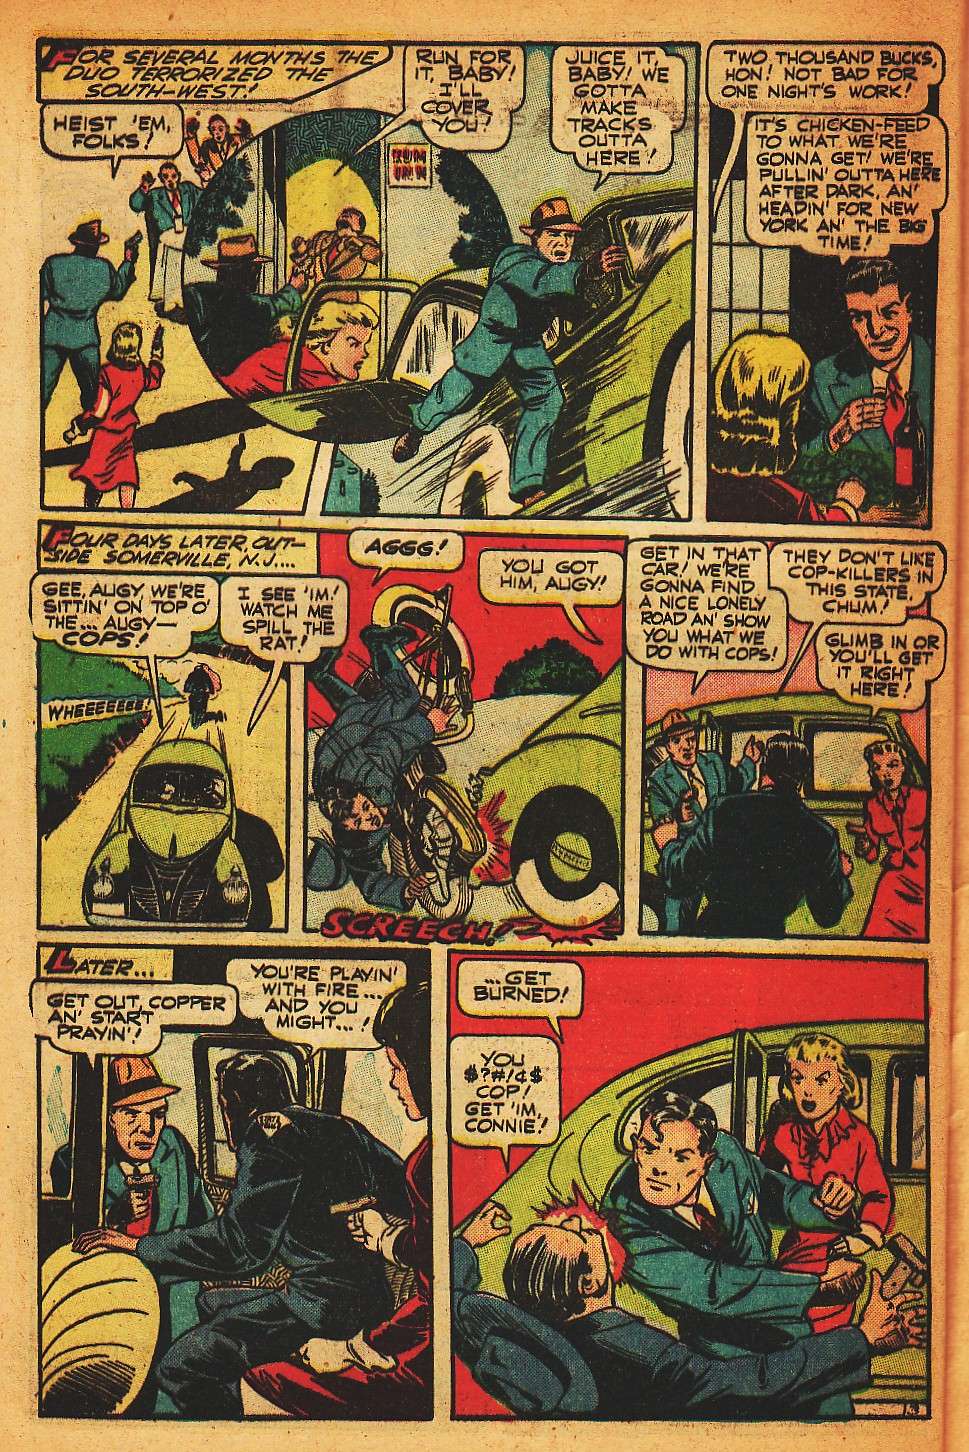 FOR SEVERAL MONTHS THE
DUO TERRORIZED THE
SOUTH-WEST!
HEIST 'EM,
FOLKS!
RUN FOR
IT, BABY!
I'LL
COVER
YOU!
JUICE IT,
BABY! WE
GOTTA
MAKE
TRACKS
OUTTA
HERE!
TWO THOUSAND BUCKS,
HON! NOT BAD FOR
ONE NIGHT'S WORK!
IT'S CHICKEN-FEED
TO WHAT WE'RE
GONNA GET! WE'RE
PULLIN' OUTTA HERE
AFTER DARK, AN'
HEADIN' FOR NEW
YORK AN' THE BIG
TIME!
FOUR DAYS LATER, OUT-
SIDE SOMERVILLE, N.J....
GEE, AUGY, WE'RE
SITTIN' ON TOP O'
THE... AUGY—
COPS!
I SEE 'IM!
WATCH ME
SPILL THE
RAT!
WHEEEEEEE!
AGGG!
YOU GOT
HIM, AUGY!
SCREECH!
GET IN THAT
CAR! WE'RE
GONNA FIND
A NICE LONELY
ROAD AN' SHOW
YOU WHAT WE
DO WITH COPS!
THEY DON'T LIKE
COP-KILLERS IN
THIS STATE,
CHUM!
CLIMB IN OR
YOU'LL GET
IT RIGHT
HERE!
LATER...
GET OUT, COPPER
AN' START
PRAYIN'!
YOU'RE PLAYIN'
WITH FIRE...
AND YOU
MIGHT...!
...GET
BURNED!
YOU
$?#!¢$
COP!
GET 'IM,
CONNIE!